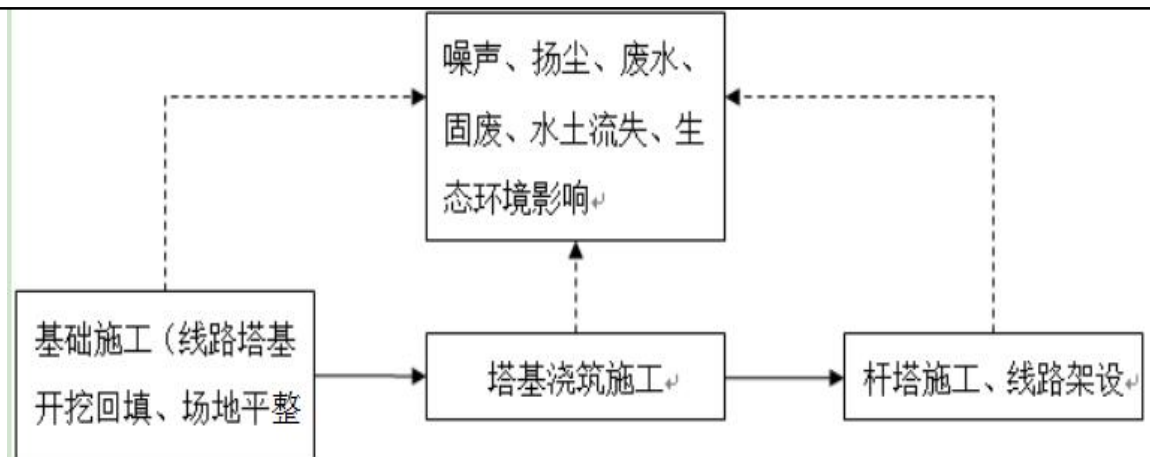 噪声、扬尘、废水、
固废、水土流失、生
态环境影响↵
基础施工（线路塔基
开挖回填、场地平整
塔基浇筑施工↵
杆塔施工、线路架设↵